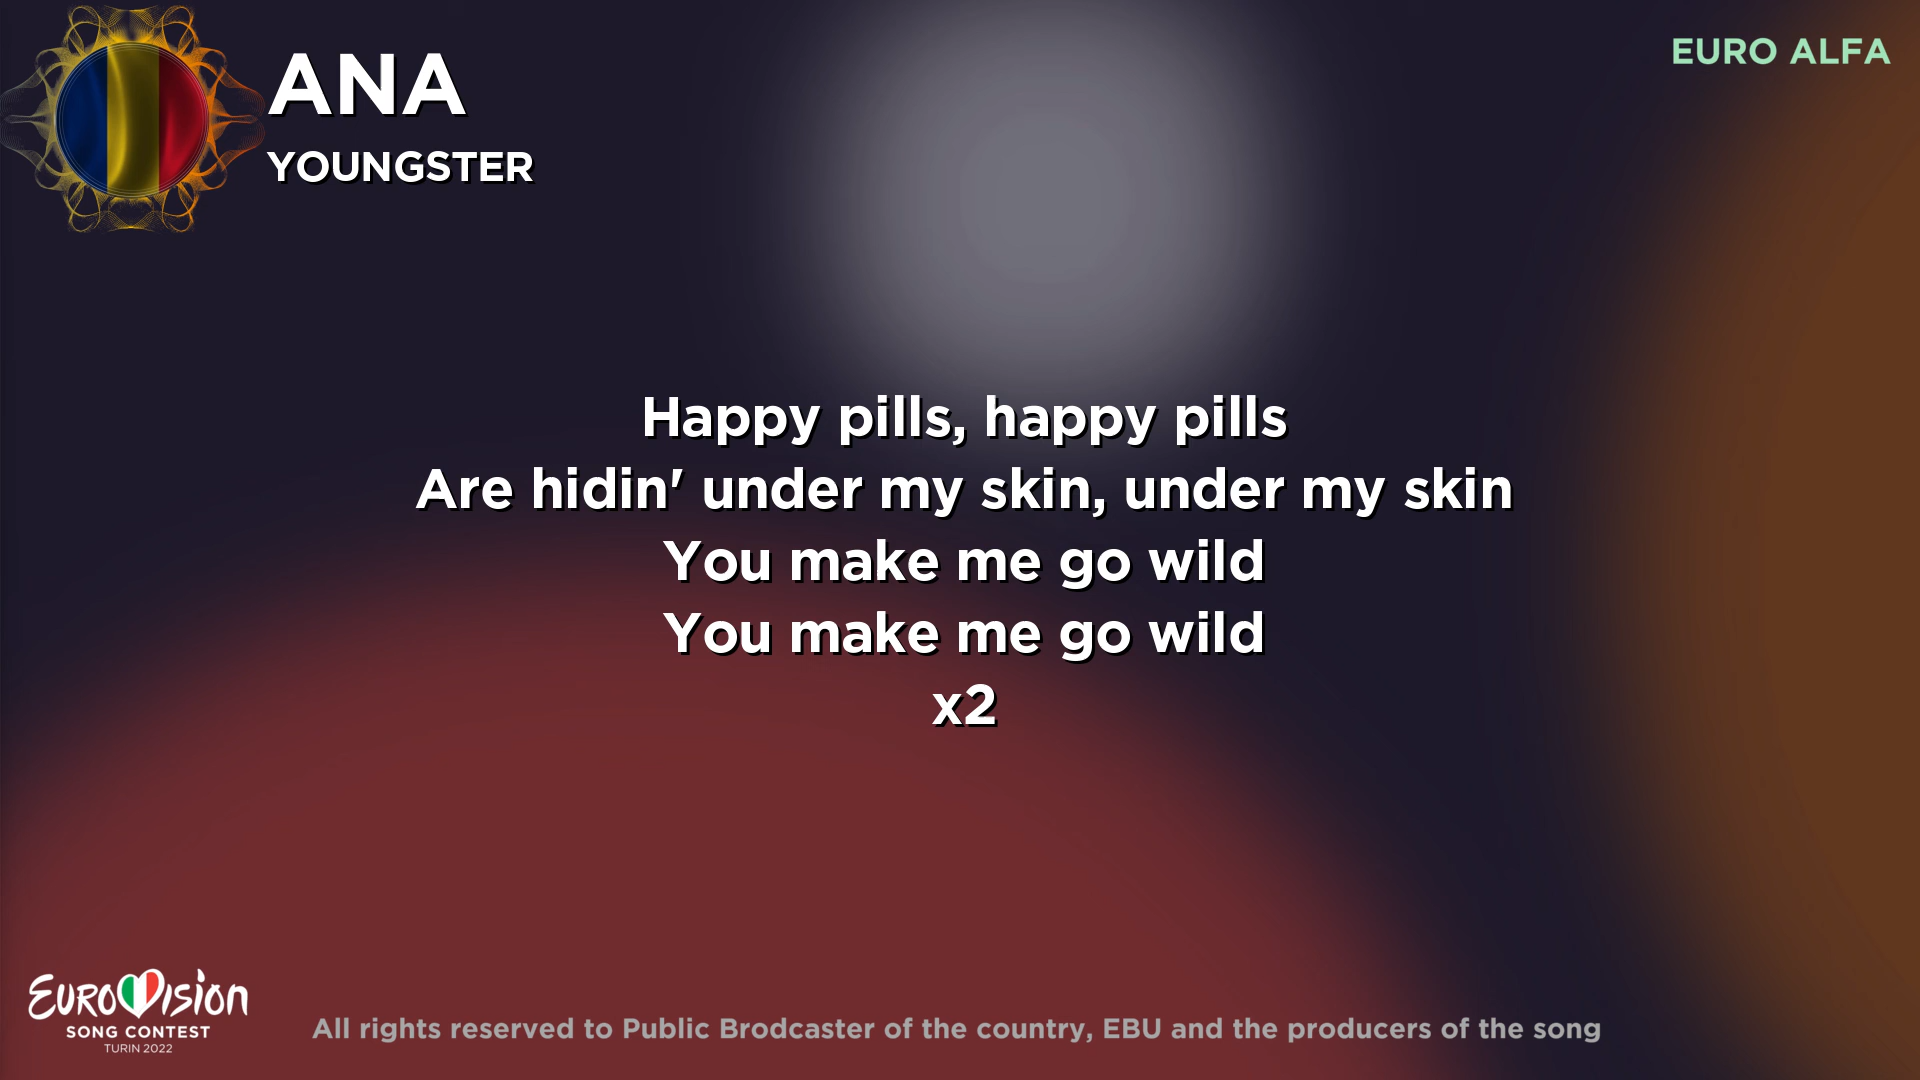 ANA
YOUNGSTER
EURO ALFA
Happy pills, happy pills
Are hidin' under my skin, under my skin
You make me go wild
You make me go wild
x2
EUROVISION
SONG CONTEST
TURIN 2022
All rights reserved to Public Brodcaster of the country, EBU and the producers of the song